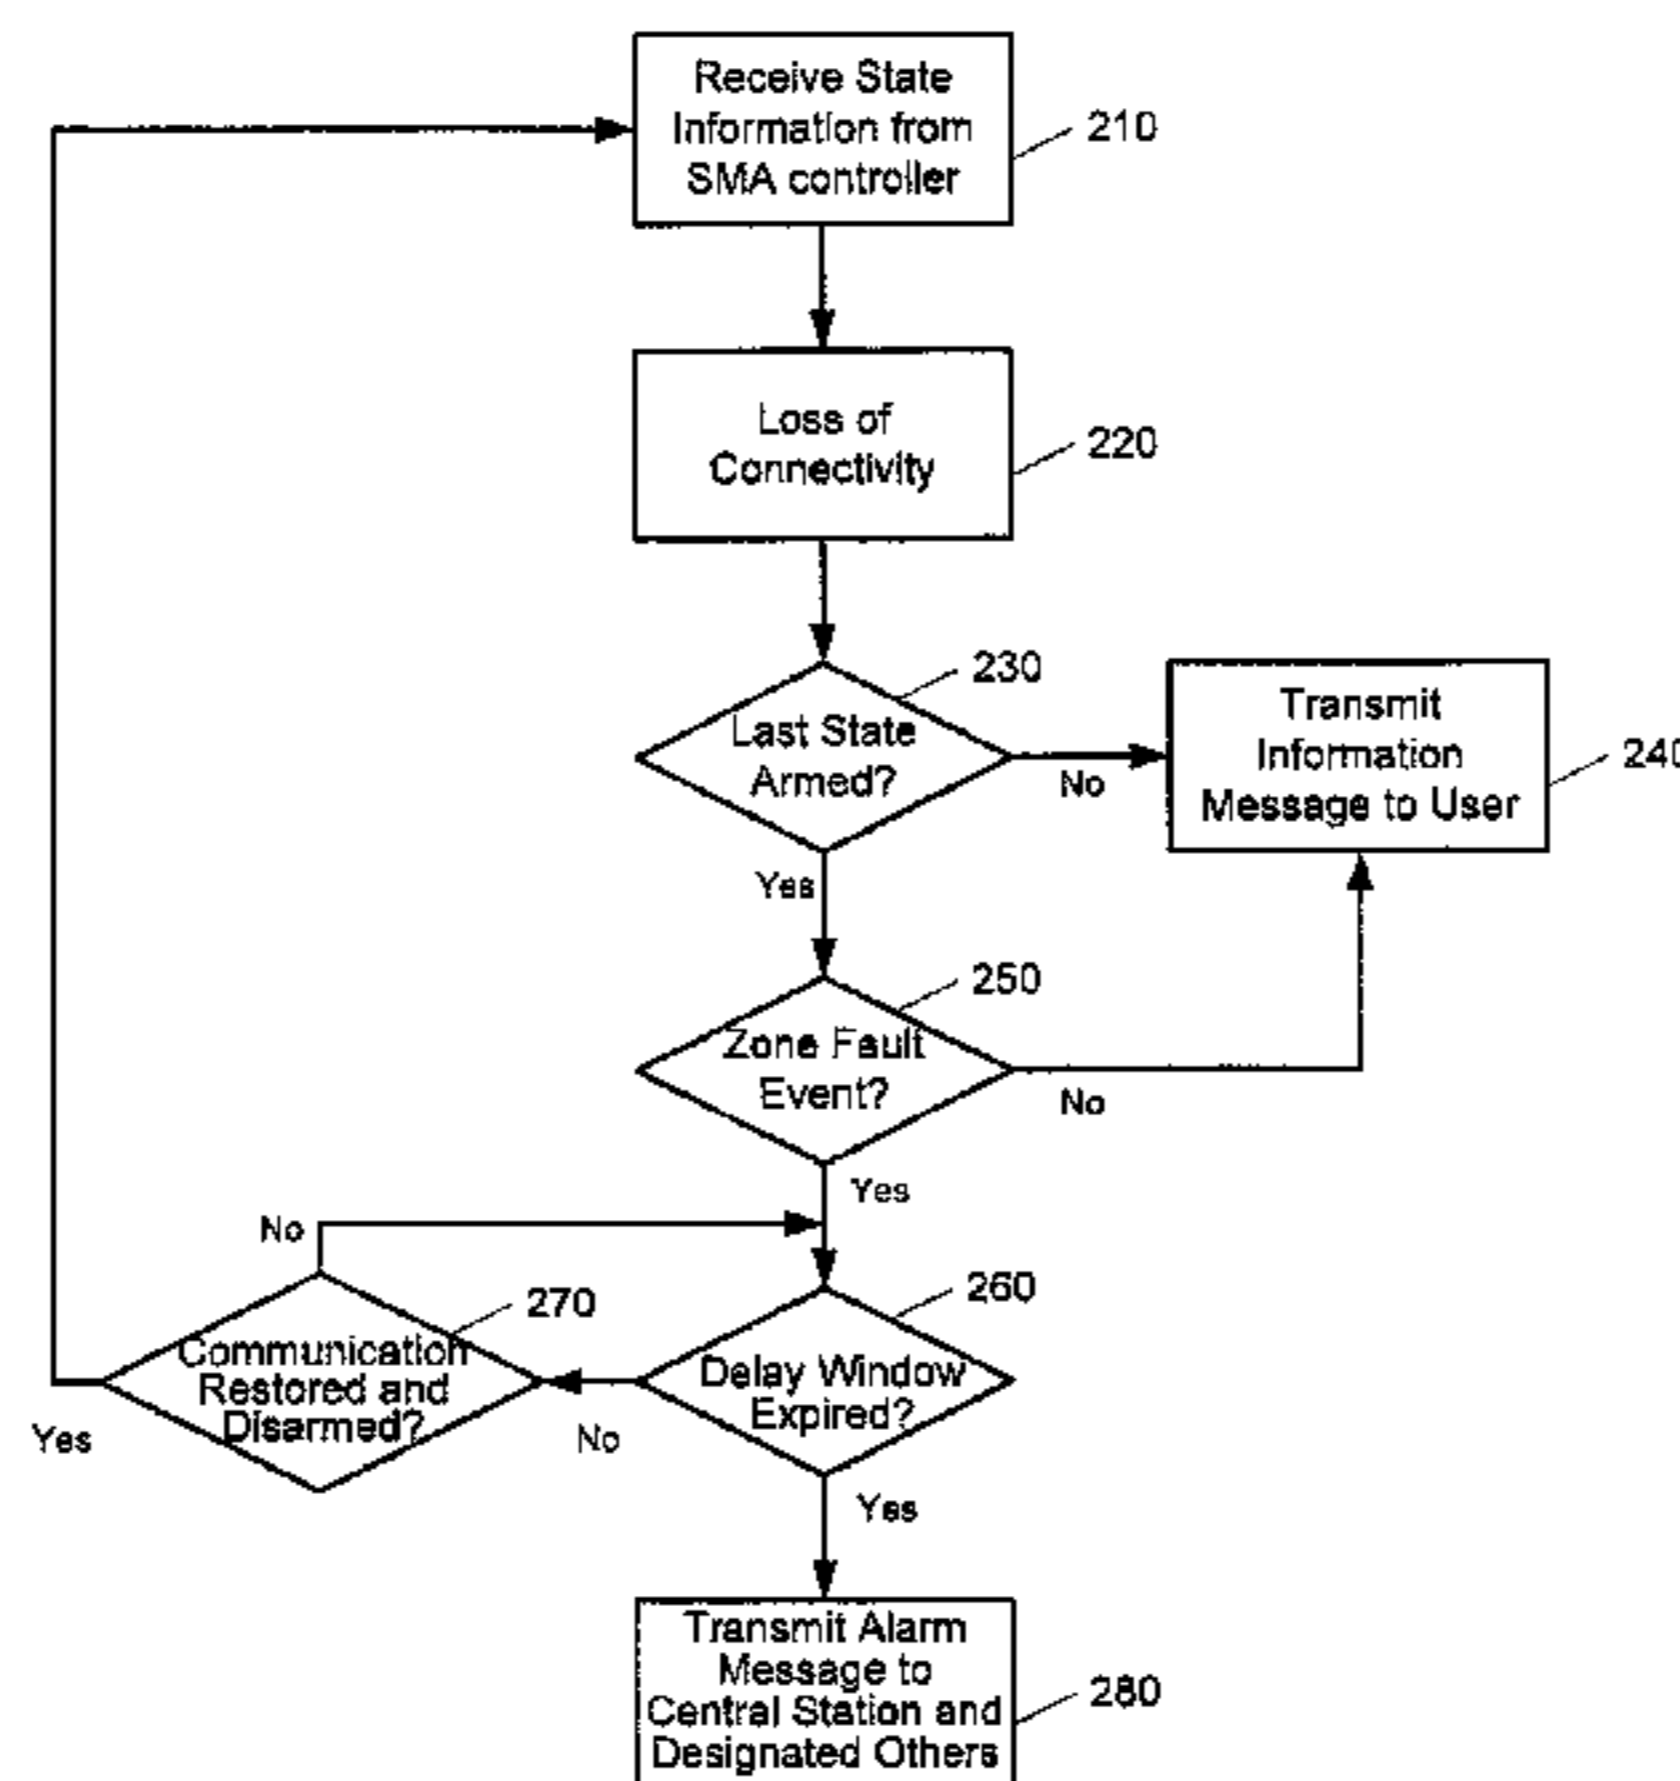 Receive State
Information from
SMA controller
210
Loss of
Connectivity
220
230
Last State
Armed?
No
Transmit
Information
Message to User
240
Yes
250
Zone Fault
Event?
No
Yes
No
260
270
Communication
Restored and
Disarmed?
Delay Window
Expired?
Yes
No
Yes
Transmit Alarm
Message to
Central Station and
Designated Others
280